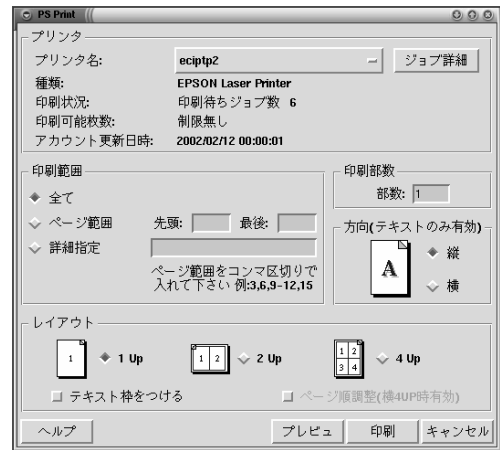 PS Print
プリンタ
プリンタ名: eciptp2 ジョブ詳細
種類: EPSON Laser Printer
印刷状況: 印刷待ちジョブ数 6
印刷可能枚数: 制限無し
アカウント更新日時: 2002/02/12 00:00:01
印刷範囲
全て
ページ範囲 先頭: 最後:
詳細指定
ページ範囲をコンマ区切りで
入れて下さい 例:3,6,9-12,15
印刷部数
部数: 1
方向(テキストのみ有効)
A
縦
横
レイアウト
1 1 Up
1 2 2 Up
1 2 3 4 4 Up
テキスト枠をつける
ページ順調整(横4UP時有効)
ヘルプ プレビュ 印刷 キャンセル